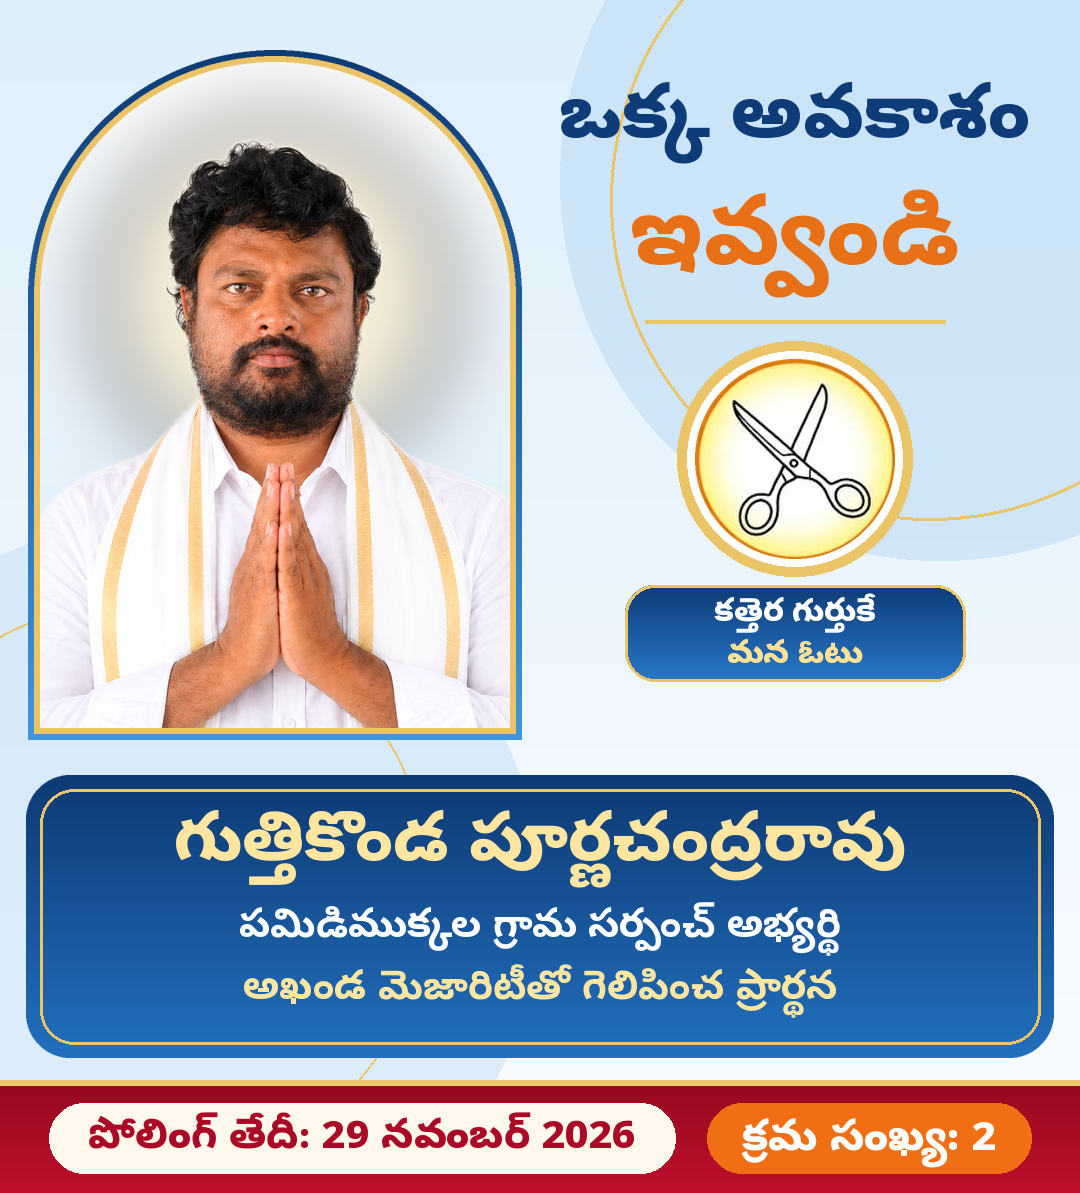 ఒక్క అవకాశం
ఇవ్వండి
కత్తెర గుర్తుకే
మన ఓటు
గుత్తికొండ పూర్ణచంద్రరావు
పమిడిముక్కల గ్రామ సర్పంచ్ అభ్యర్థి
అఖండ మెజారిటీతో గెలిపించ ప్రార్థన
పోలింగ్ తేదీ: 29 నవంబర్ 2026
క్రమ సంఖ్య: 2